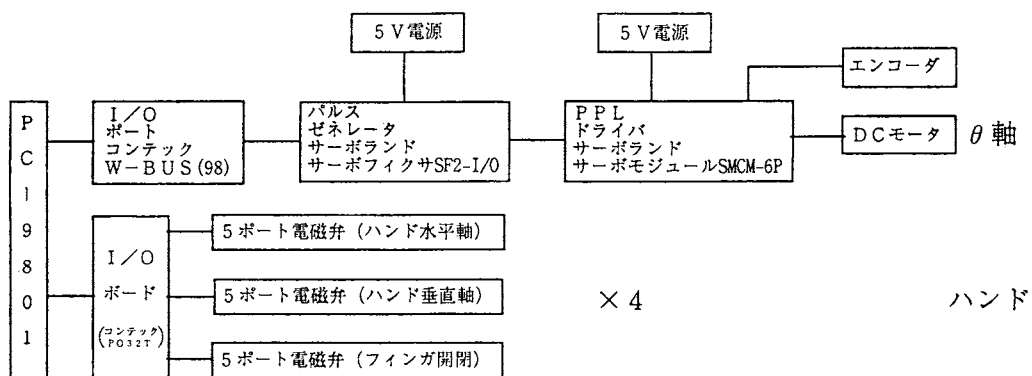 5V電源
5V電源
エンコーダ
PC-9801
I/O
ポート
コンテック
W-BUS(98)
パルス
ゼネレータ
サーボランド
サーボフィクサSF2-I/O
PPL
ドライバ
サーボランド
サーボモジュールSMCM-6P
DCモータ
θ軸
I/O
ボード
(コンテック
PO32T)
5ポート電磁弁(ハンド水平軸)
5ポート電磁弁(ハンド垂直軸)
×4
ハンド
5ポート電磁弁(フィンガ開閉)